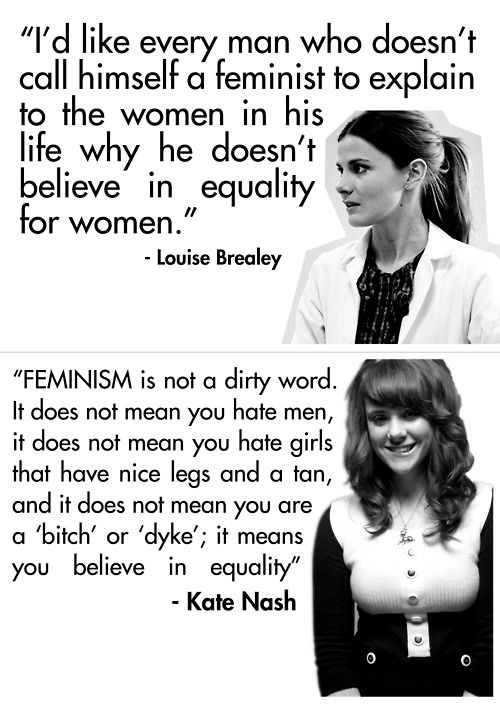 “I’d like every man who doesn’t
call himself a feminist to explain
to the women in his
life why he doesn’t
believe in equality
for women.”
- Louise Brealey
“FEMINISM is not a dirty word.
It does not mean you hate men,
it does not mean you hate girls
that have nice legs and a tan,
and it does not mean you are
a ‘bitch’ or ‘dyke’; it means
you believe in equality”
- Kate Nash